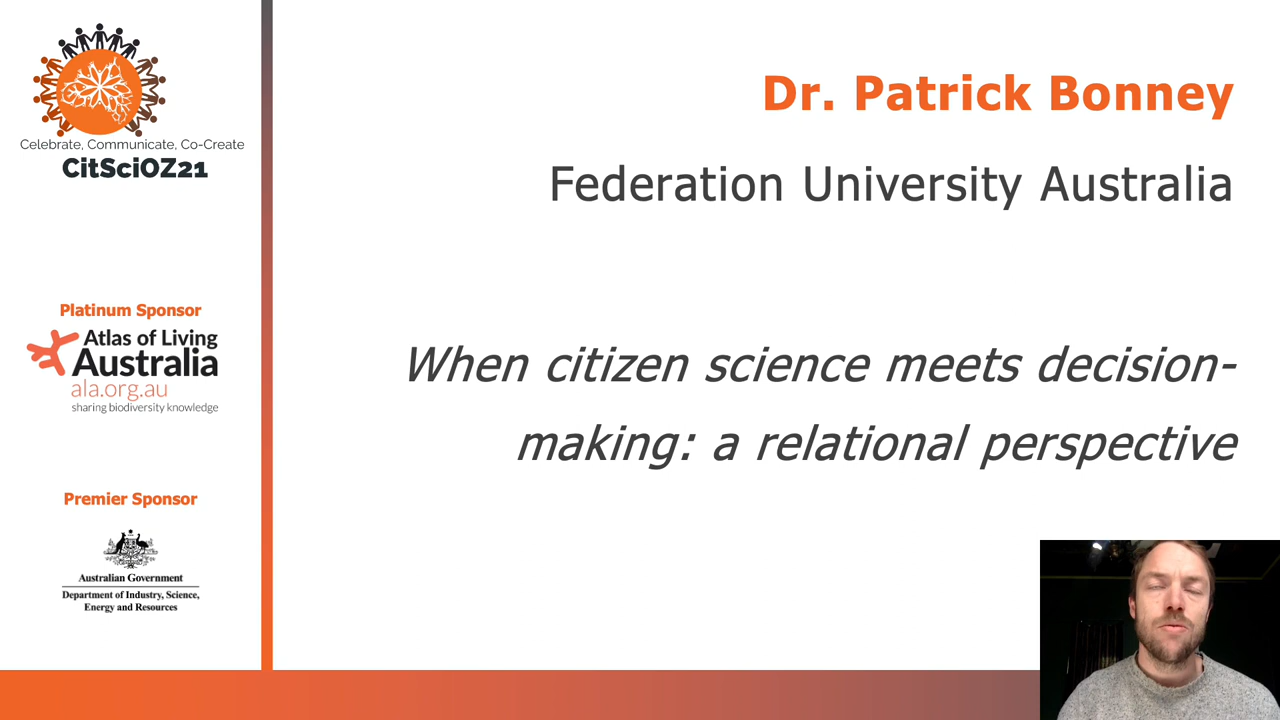 Celebrate, Communicate, Co-Create
CitSciOZ21
Platinum Sponsor
Atlas of Living
Australia
ala.org.au
sharing biodiversity knowledge
Premier Sponsor
Australian Government
Department of Industry, Science,
Energy and Resources
Dr. Patrick Bonney
Federation University Australia
When citizen science meets decision-
making: a relational perspective